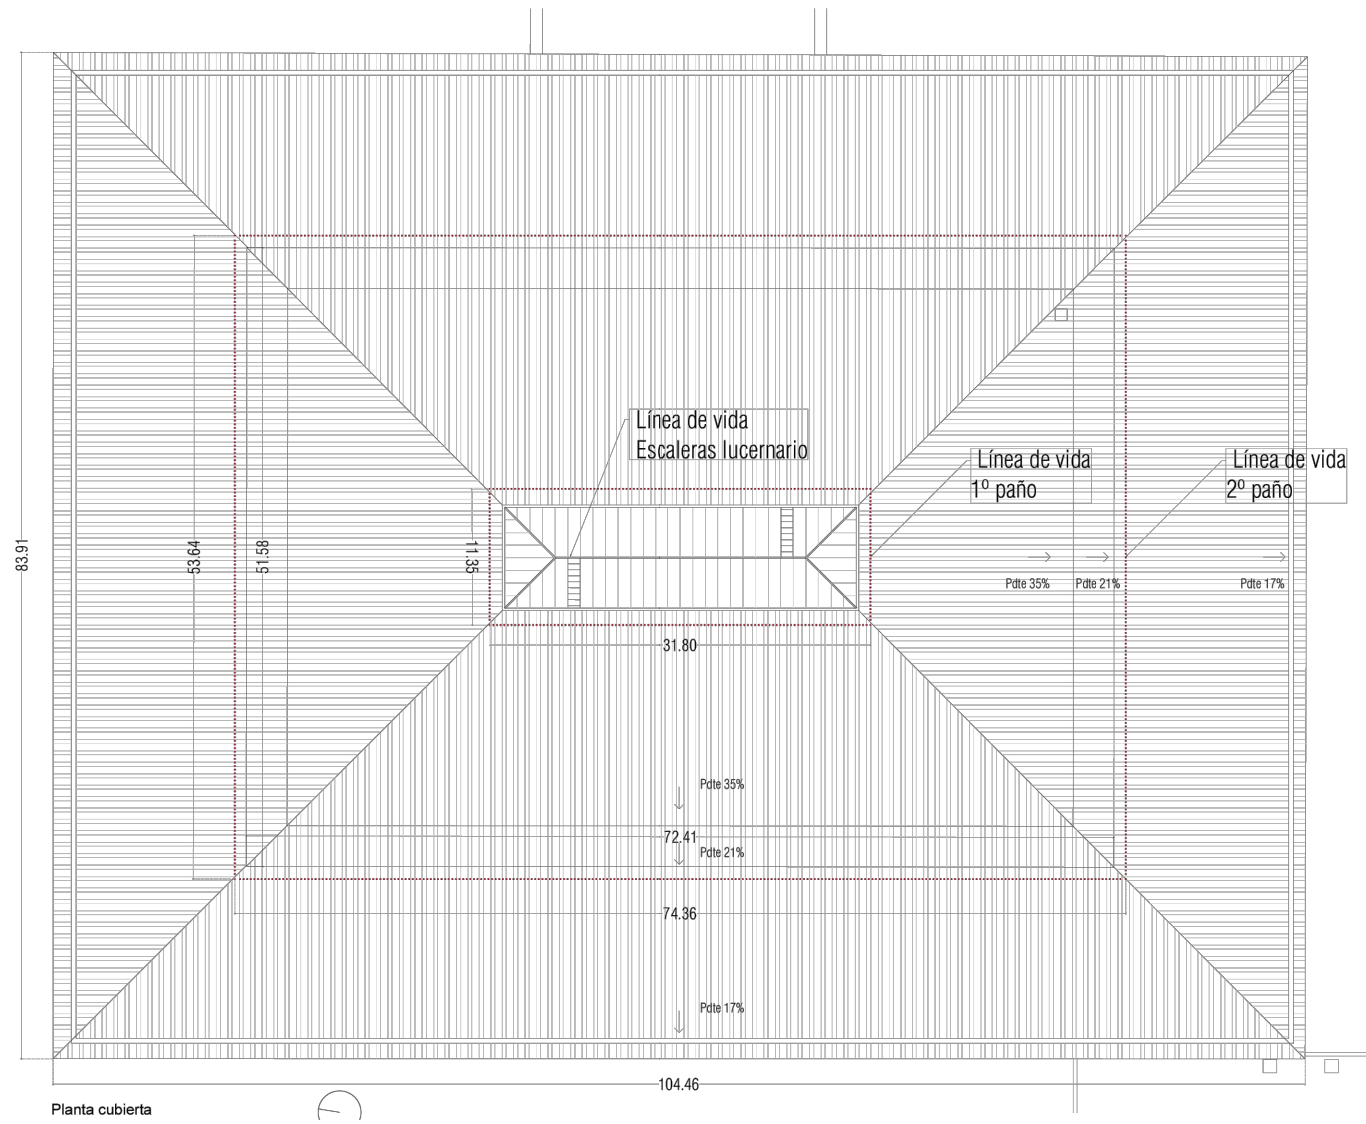 Línea de vida
Escaleras lucernario
Línea de vida
1º paño
Línea de vida
2º paño
83.91
53.64
51.58
11.35
Pdte 35%
Pdte 21%
Pdte 17%
31.80
Pdte 35%
72.41
Pdte 21%
74.36
Pdte 17%
104.46
Planta cubierta